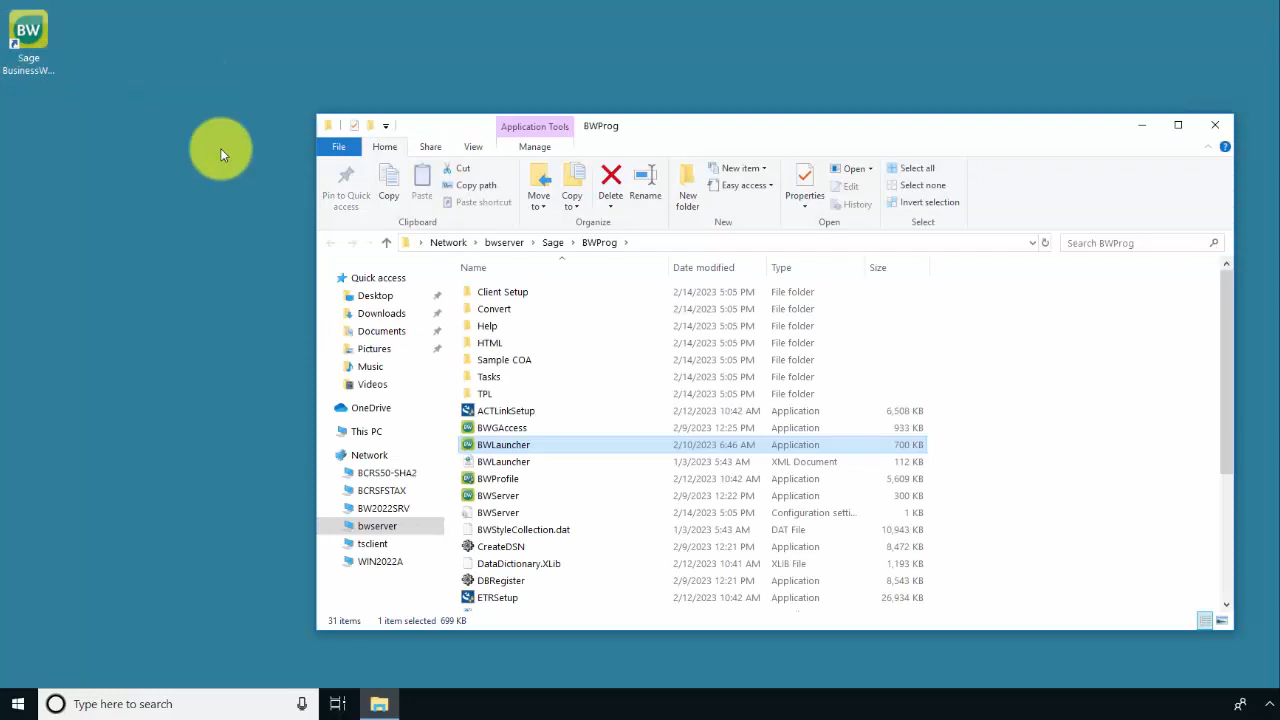 BW
Sage
BusinessW...
Application Tools
BWProg
File
Home
Share
View
Manage
Pin to Quick
access
Copy
Paste
Cut
Copy path
Paste shortcut
Clipboard
Move
to
Copy
to
Delete
Rename
Organize
New
folder
New item
Easy access
New
Properties
Open
Edit
History
Open
Select all
Select none
Invert selection
Select
Network
bwserver
Sage
BWProg
Search BWProg
Quick access
Desktop
Downloads
Documents
Pictures
Music
Videos
OneDrive
This PC
Network
BCRS50-SHA2
BCRSFSTAX
BW2022SRV
bwserver
tsclient
WIN2022A
Name Date modified Type Size
Client Setup 2/14/2023 5:05 PM File folder
Convert 2/14/2023 5:05 PM File folder
Help 2/14/2023 5:05 PM File folder
HTML 2/14/2023 5:05 PM File folder
Sample COA 2/14/2023 5:05 PM File folder
Tasks 2/14/2023 5:05 PM File folder
TPL 2/14/2023 5:05 PM File folder
ACTLinkSetup 2/12/2023 10:42 AM Application 6,508 KB
BWGAccess 2/9/2023 12:25 PM Application 933 KB
BWLauncher 2/10/2023 6:46 AM Application 700 KB
BWLauncher 1/3/2023 5:43 AM XML Document 112 KB
BWProfile 2/12/2023 10:42 AM Application 5,609 KB
BWServer 2/9/2023 12:22 PM Application 300 KB
BWServer 2/14/2023 5:05 PM Configuration setti... 1 KB
BWStyleCollection.dat 1/3/2023 5:43 AM DAT File 10,943 KB
CreateDSN 2/9/2023 12:21 PM Application 8,472 KB
DataDictionary.XLib 2/12/2023 10:41 AM XLIB File 1,193 KB
DBRegister 2/9/2023 12:21 PM Application 8,543 KB
ETRSetup 2/12/2023 10:42 AM Application 26,934 KB
31 items 1 item selected 699 KB
Type here to search